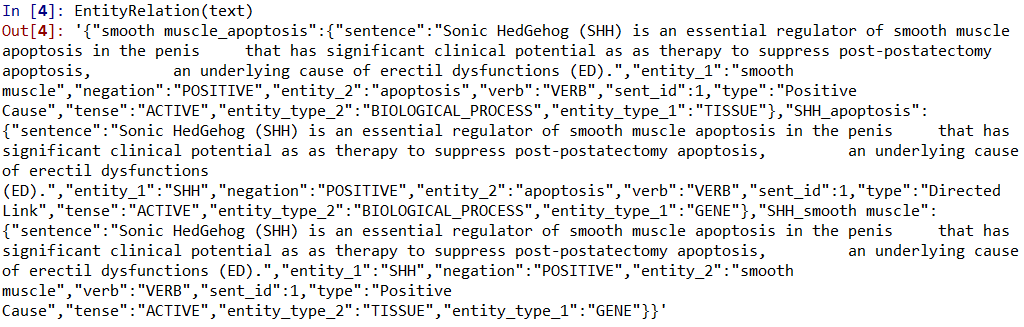 In [4]: EntityRelation(text)
Out[4]: '{"smooth muscle_apoptosis":{"sentence":"Sonic HedGehog (SHH) is an essential regulator of smooth muscle
apoptosis in the penis     that has significant clinical potential as as therapy to suppress post-postatectomy
apoptosis,          an underlying cause of erectil dysfunctions (ED).","entity_1":"smooth
muscle","negation":"POSITIVE","entity_2":"apoptosis","verb":"VERB","sent_id":1,"type":"Positive
Cause","tense":"ACTIVE","entity_type_2":"BIOLOGICAL_PROCESS","entity_type_1":"TISSUE"},"SHH_apoptosis":
{"sentence":"Sonic HedGehog (SHH) is an essential regulator of smooth muscle apoptosis in the penis     that has
significant clinical potential as as therapy to suppress post-postatectomy apoptosis,          an underlying cause
of erectil dysfunctions
(ED).","entity_1":"SHH","negation":"POSITIVE","entity_2":"apoptosis","verb":"VERB","sent_id":1,"type":"Directed
Link","tense":"ACTIVE","entity_type_2":"BIOLOGICAL_PROCESS","entity_type_1":"GENE"},"SHH_smooth muscle":
{"sentence":"Sonic HedGehog (SHH) is an essential regulator of smooth muscle apoptosis in the penis     that has
significant clinical potential as as therapy to suppress post-postatectomy apoptosis,          an underlying cause
of erectil dysfunctions (ED).","entity_1":"SHH","negation":"POSITIVE","entity_2":"smooth
muscle","verb":"VERB","sent_id":1,"type":"Positive
Cause","tense":"ACTIVE","entity_type_2":"TISSUE","entity_type_1":"GENE"}}'